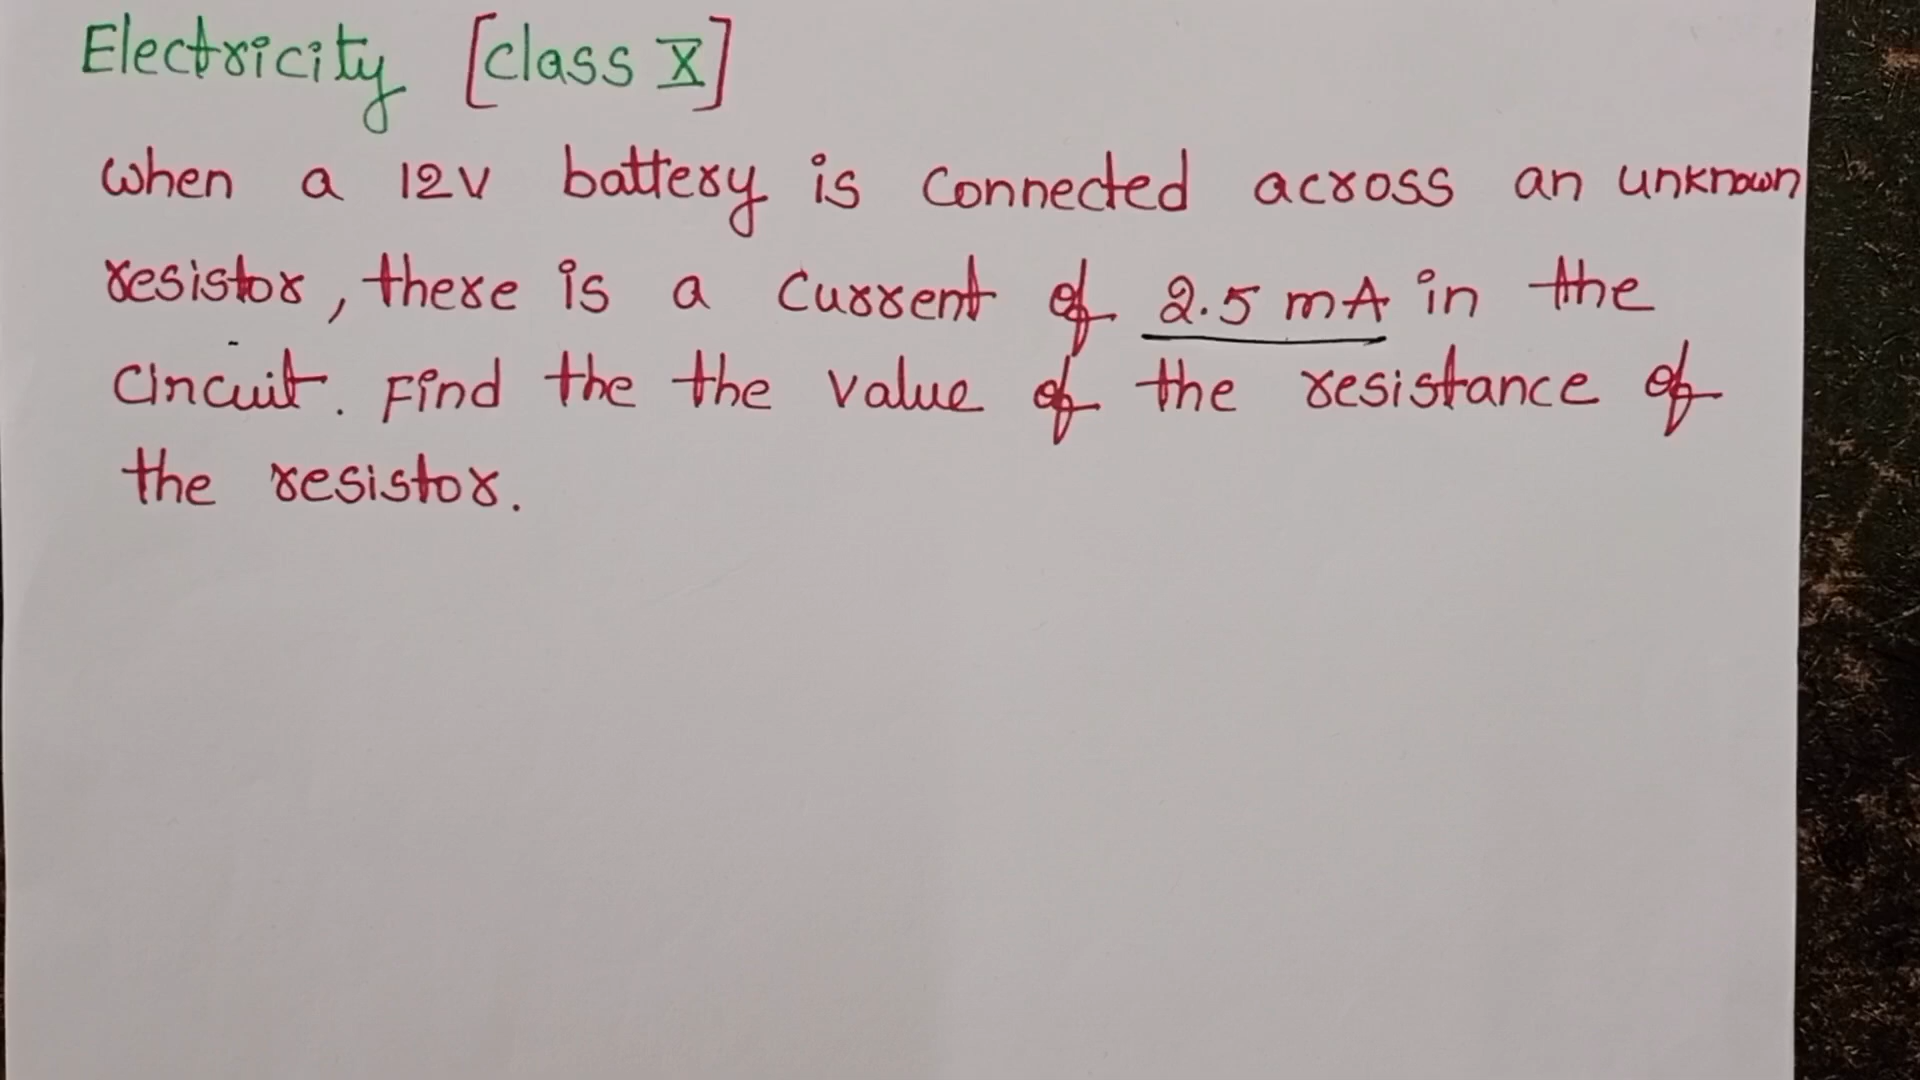 Electricity [class X]
When a 12V battery is connected across an unknown
resistor, there is a current of 2.5 mA in the
Circuit. Find the the value of the resistance of
the resistor.